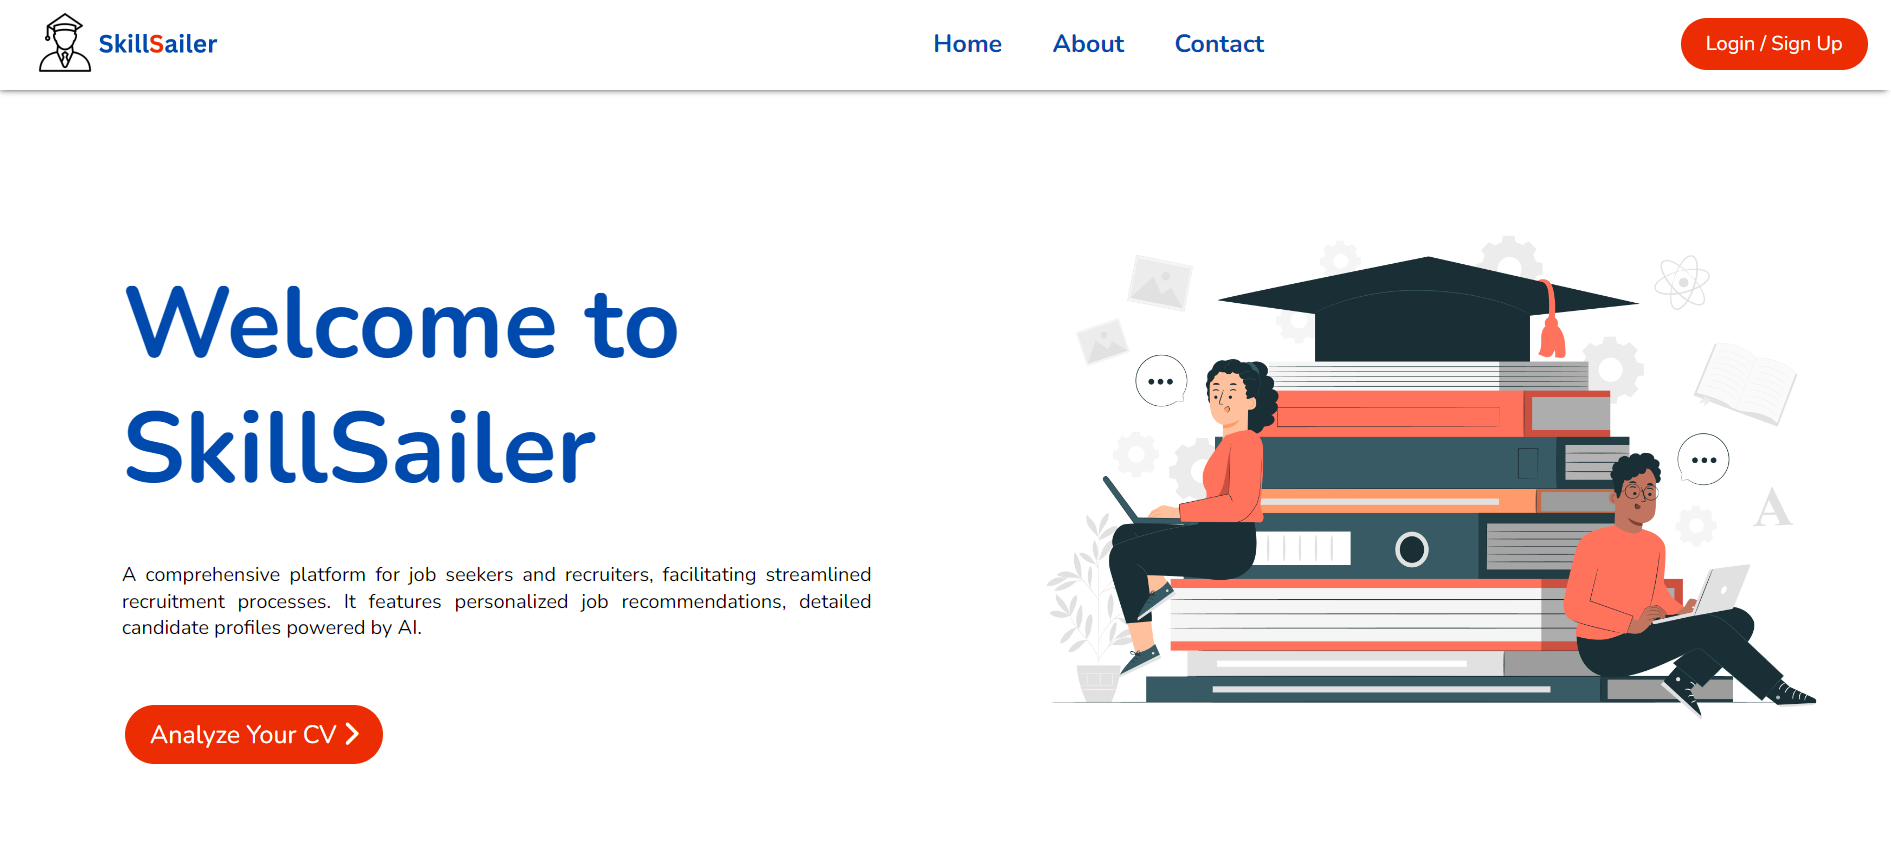 SkillSailer
Home
About
Contact
Login / Sign Up
Welcome to
SkillSailer
A comprehensive platform for job seekers and recruiters, facilitating streamlined
recruitment processes. It features personalized job recommendations, detailed
candidate profiles powered by AI.
Analyze Your CV
A